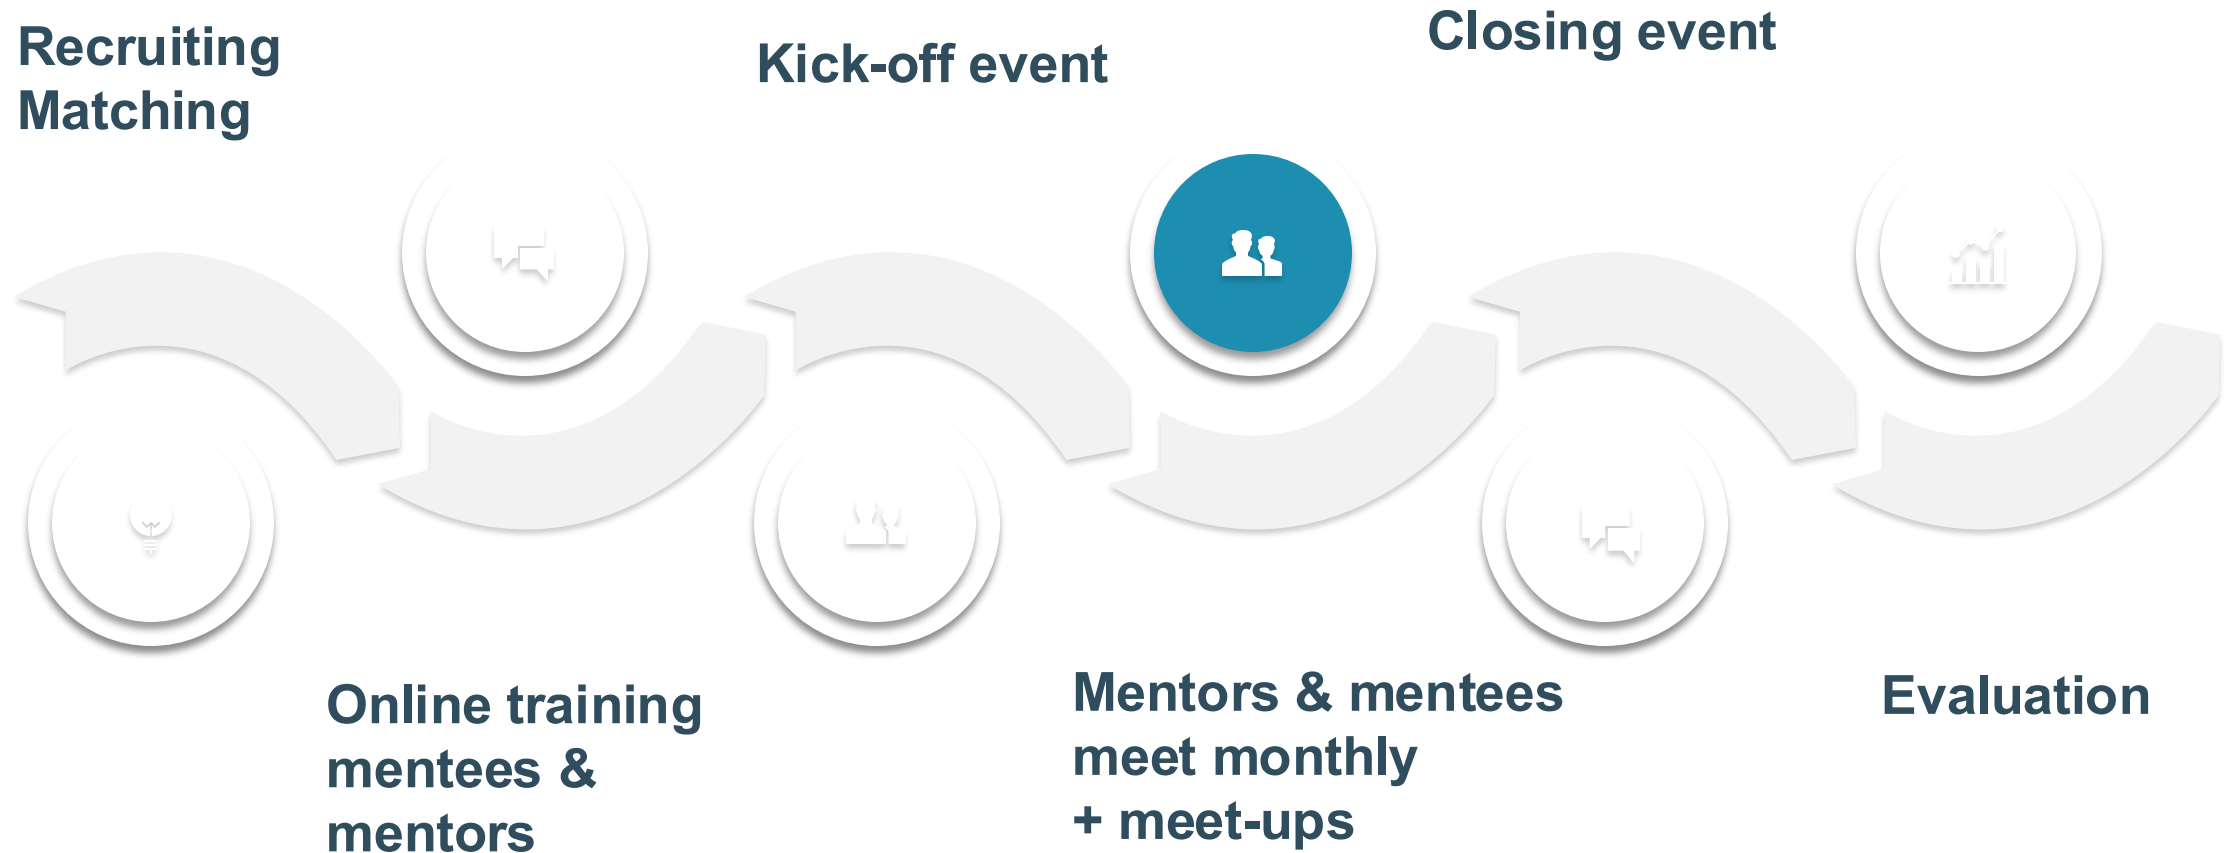 Recruiting
Matching
Online training
mentees &
mentors
Kick-off event
Mentors & mentees
meet monthly
+ meet-ups
Closing event
Evaluation